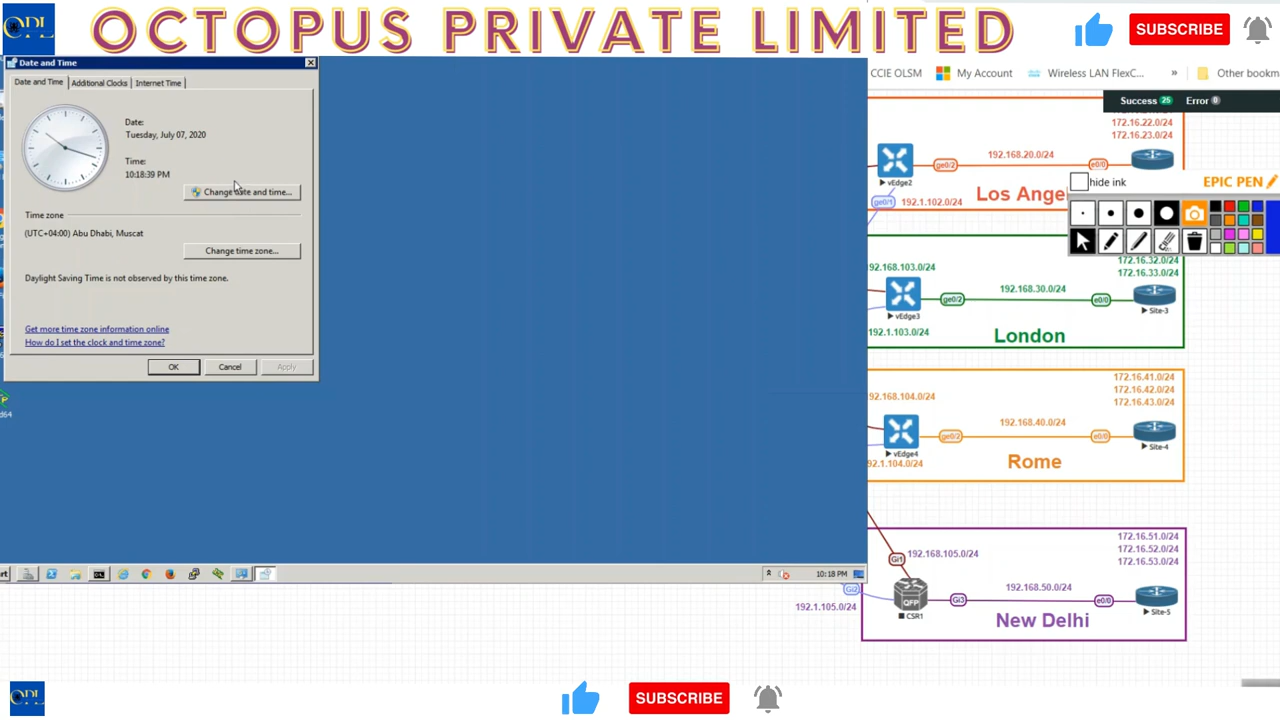 OPL
OCTOPUS PRIVATE LIMITED
SUBSCRIBE
Date and Time
Date and Time
Additional Clocks
Internet Time
Date:
Tuesday, July 07, 2020
Time:
10:18:39 PM
Change date and time...
Time zone
(UTC+04:00) Abu Dhabi, Muscat
Change time zone...
Daylight Saving Time is not observed by this time zone.
Get more time zone information online
How do I set the clock and time zone?
OK
Cancel
Apply
10:18 PM
CCIE OLSM
My Account
Wireless LAN FlexC...
»
Other bookm
Success 25
Error 0
172.16.22.0/24
172.16.23.0/24
192.168.20.0/24
ge0/2
e0/0
vEdge2
ge0/1
192.1.102.0/24
Los Ange
hide ink
EPIC PEN
92.168.103.0/24
172.16.32.0/24
172.16.33.0/24
192.168.30.0/24
ge0/2
e0/0
vEdge3
Site-3
92.1.103.0/24
London
92.168.104.0/24
172.16.41.0/24
172.16.42.0/24
172.16.43.0/24
192.168.40.0/24
ge0/2
e0/0
vEdge4
Site-4
92.1.104.0/24
Rome
172.16.51.0/24
172.16.52.0/24
172.16.53.0/24
Gi1
192.168.105.0/24
192.168.50.0/24
Gi2
QFP
Gi3
e0/0
192.1.105.0/24
CSR1
Site-5
New Delhi
OPL
SUBSCRIBE